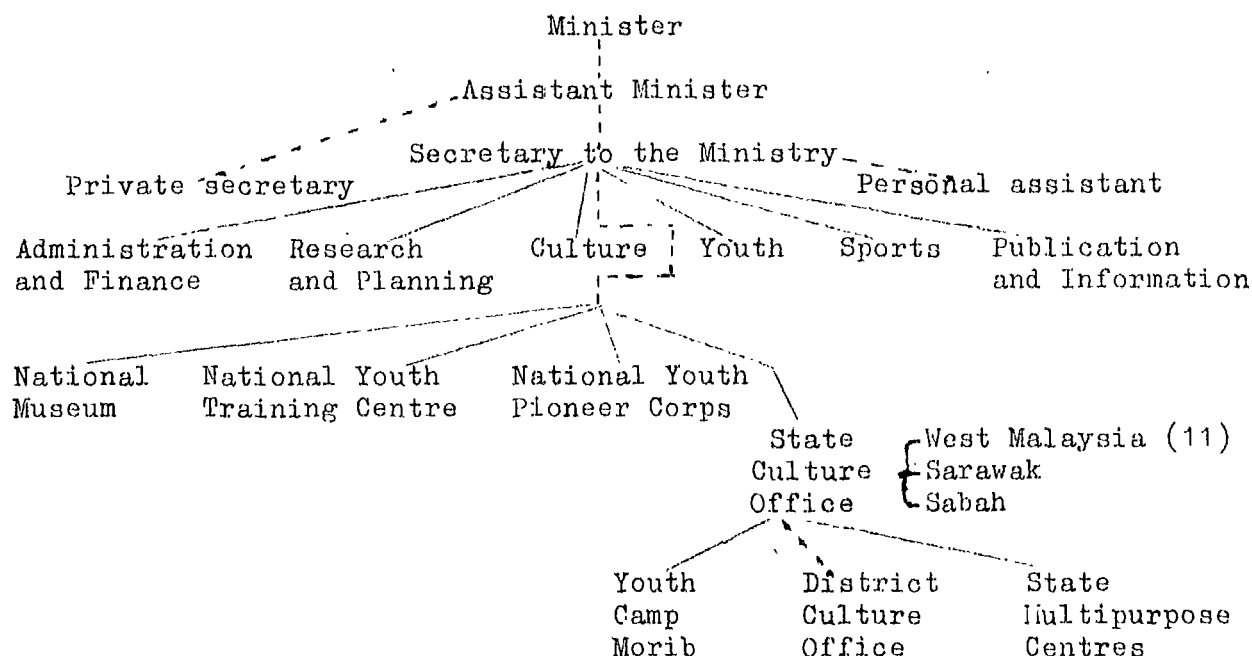 Minister
Assistant Minister
Secretary to the Ministry
Private secretary
Personal assistant
Administration and Finance
Research and Planning
Culture
Youth
Sports
Publication and Information
National Museum
National Youth Training Centre
National Youth Pioneer Corps
State Culture Office
West Malaysia (11)
Sarawak
Sabah
Youth Camp Morib
District Culture Office
State Multipurpose Centres